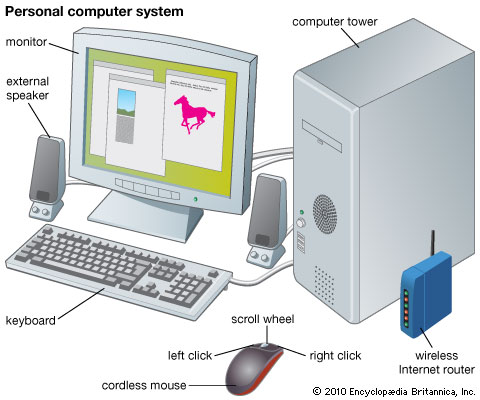 Personal computer system
computer tower
monitor
external
speaker
keyboard
scroll wheel
left click
right click
wireless
Internet router
cordless mouse
© 2010 Encyclopædia Britannica, Inc.